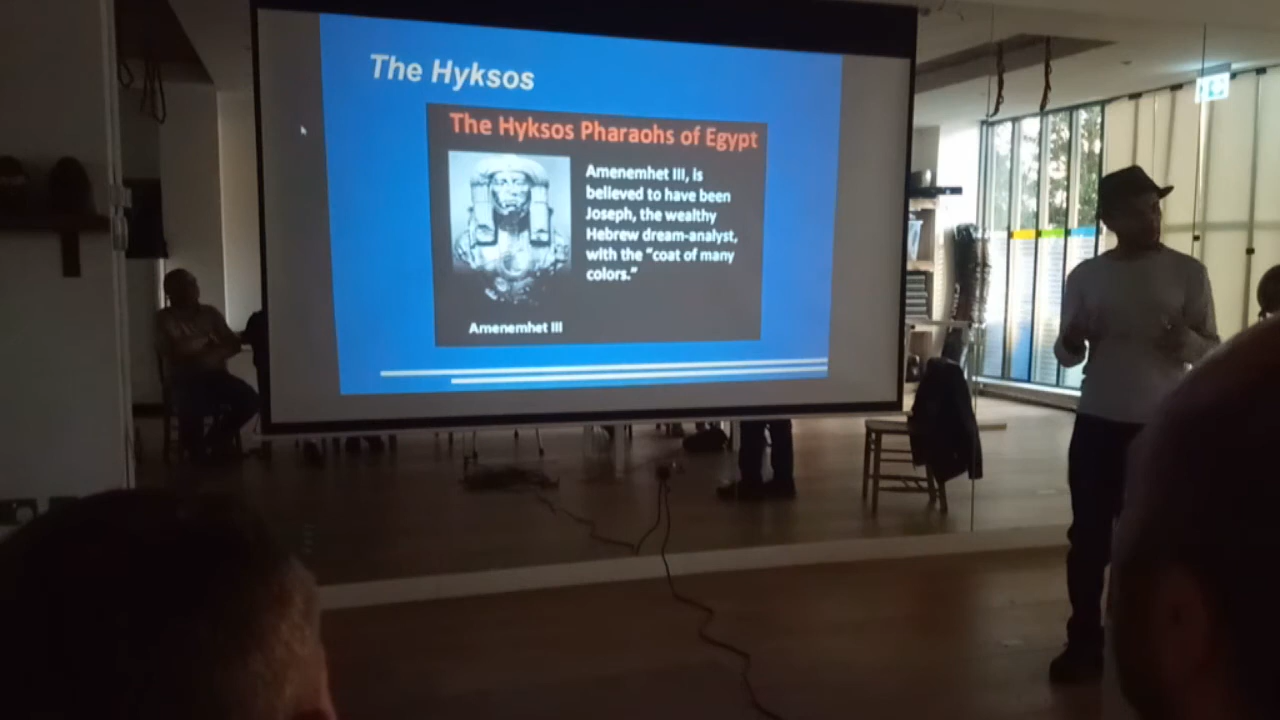 The Hyksos
The Hyksos Pharaohs of Egypt
Amenemhet III, is
believed to have been
Joseph, the wealthy
Hebrew dream-analyst,
with the "coat of many
colors."
Amenemhet III